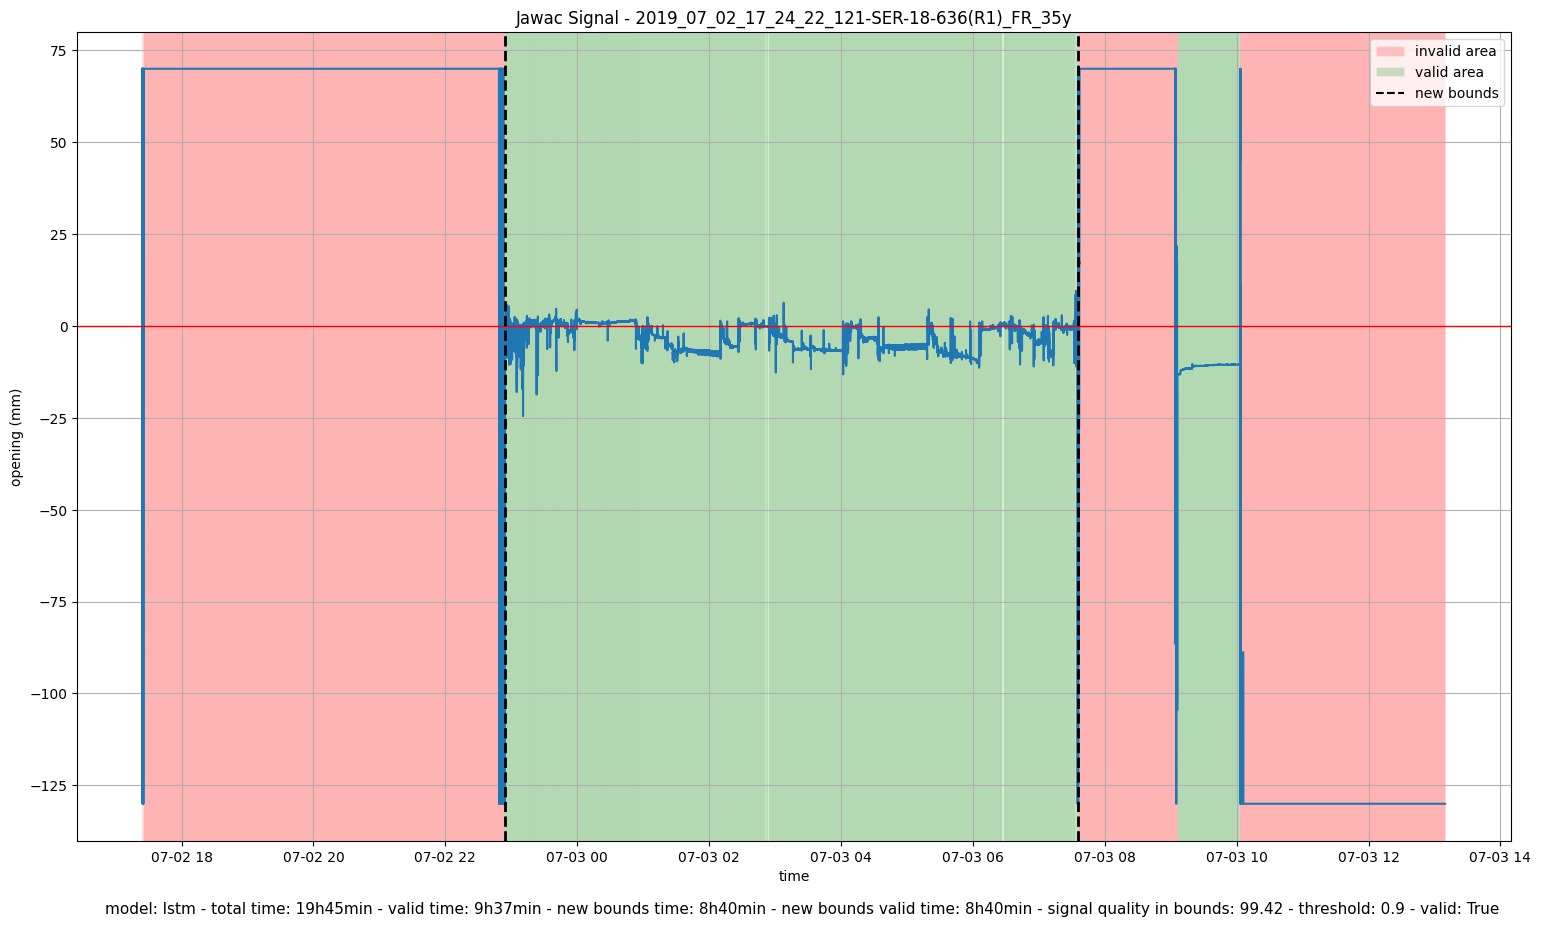 Jawac Signal - 2019_07_02_17_24_22_121-SER-18-636(R1)_FR_35y
invalid area
valid area
new bounds
75
50
25
0
−25
−50
−75
−100
−125
opening (mm)
07-02 18
07-02 20
07-02 22
07-03 00
07-03 02
07-03 04
07-03 06
07-03 08
07-03 10
07-03 12
07-03 14
time
model: lstm - total time: 19h45min - valid time: 9h37min - new bounds time: 8h40min - new bounds valid time: 8h40min - signal quality in bounds: 99.42 - threshold: 0.9 - valid: True